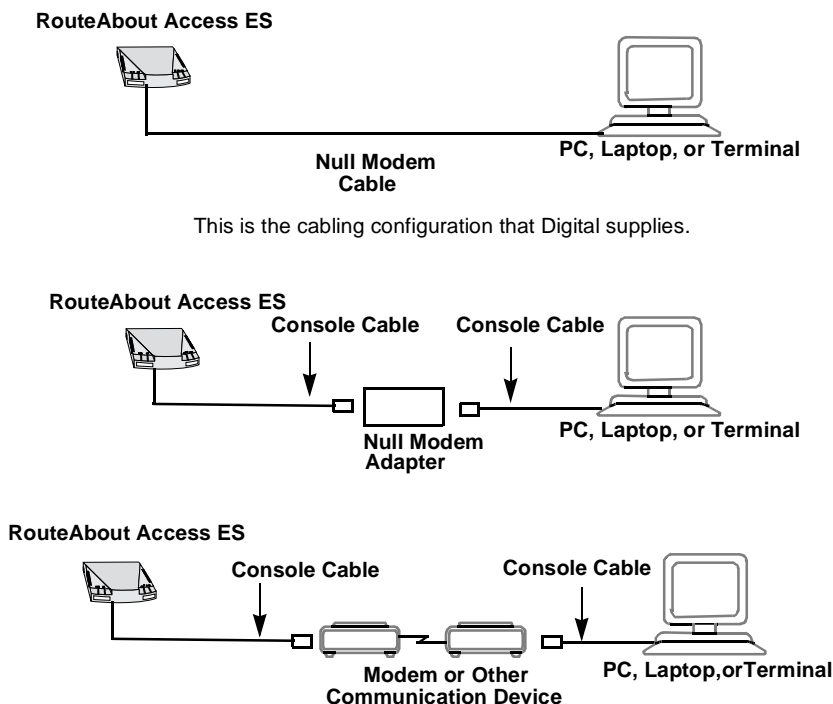 RouteAbout Access ES
Null Modem
Cable
PC, Laptop, or Terminal
This is the cabling configuration that Digital supplies.
RouteAbout Access ES
Console Cable
Console Cable
Null Modem
Adapter
PC, Laptop, or Terminal
RouteAbout Access ES
Console Cable
Console Cable
Modem or Other
Communication Device
PC, Laptop,orTerminal